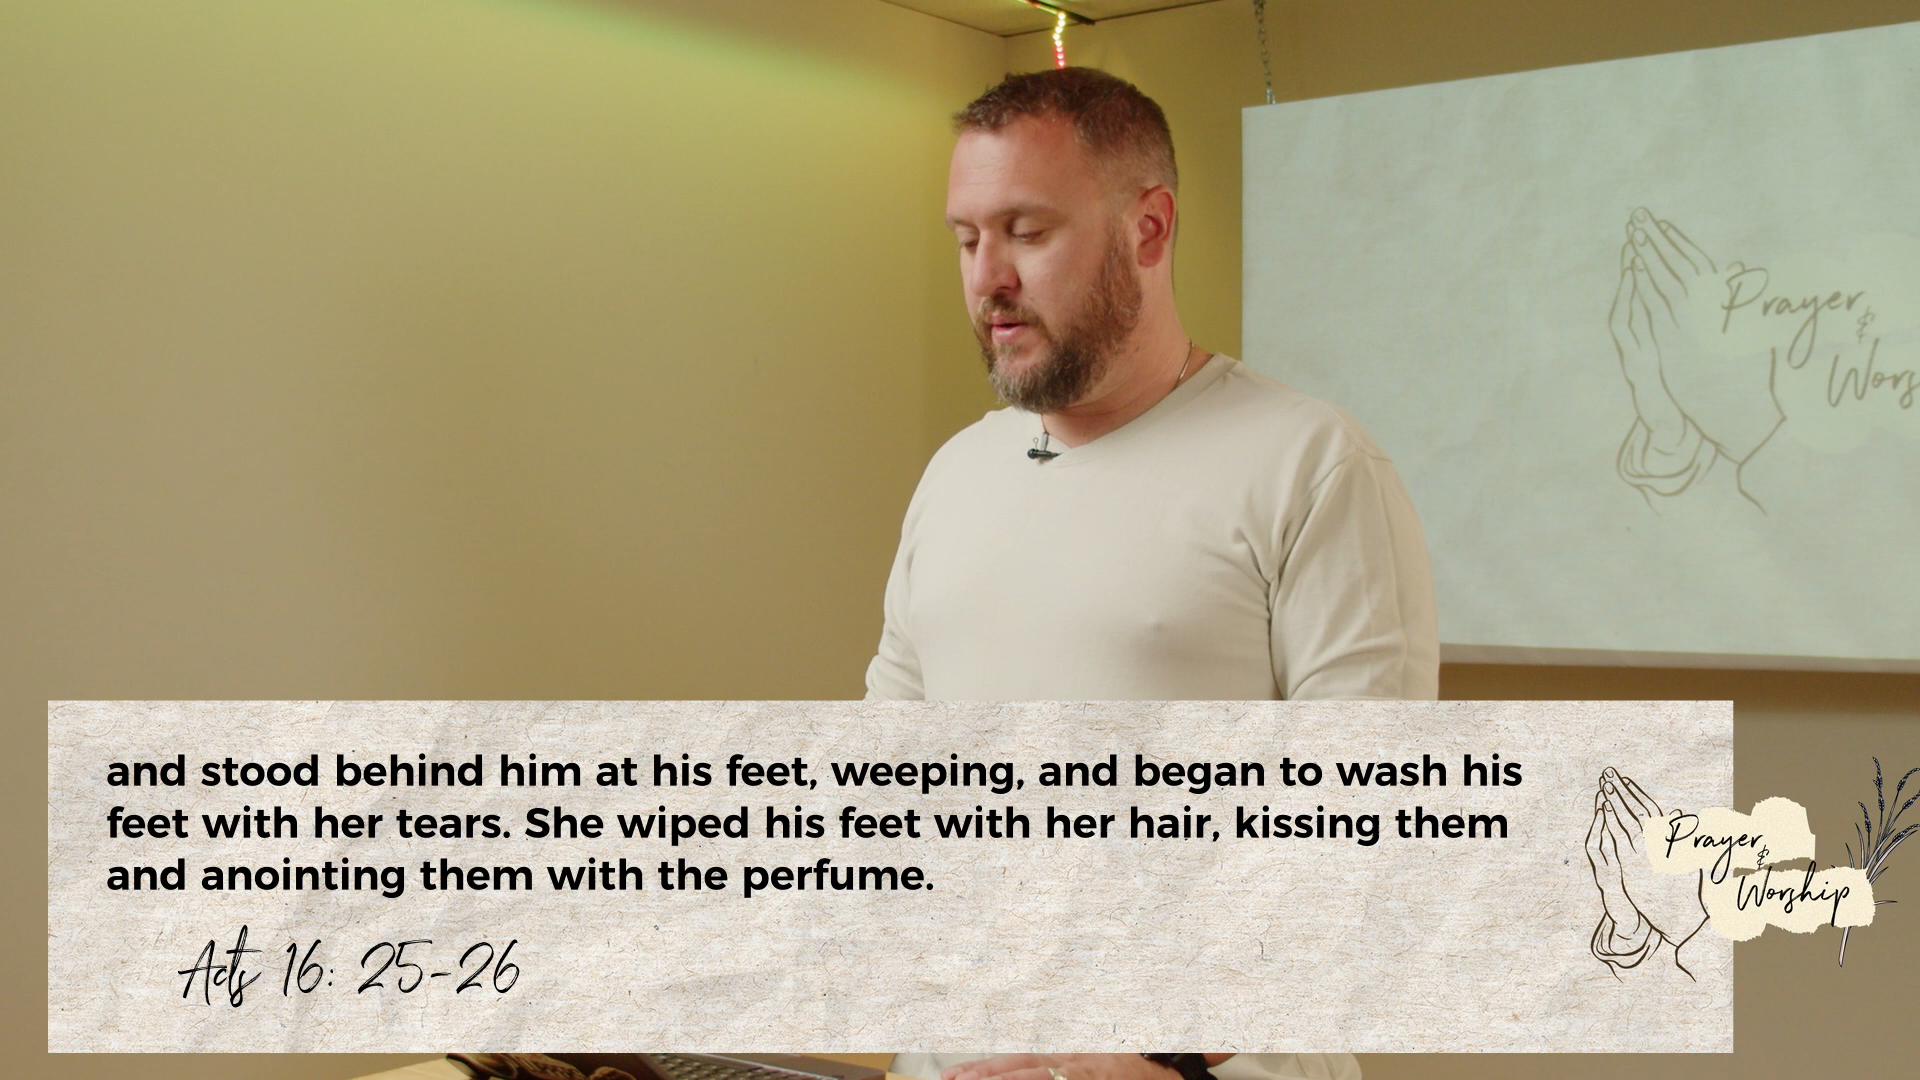 Prayer
&
Wors
and stood behind him at his feet, weeping, and began to wash his
feet with her tears. She wiped his feet with her hair, kissing them
and anointing them with the perfume.
Acts 16: 25-26
Prayer
&
Worship